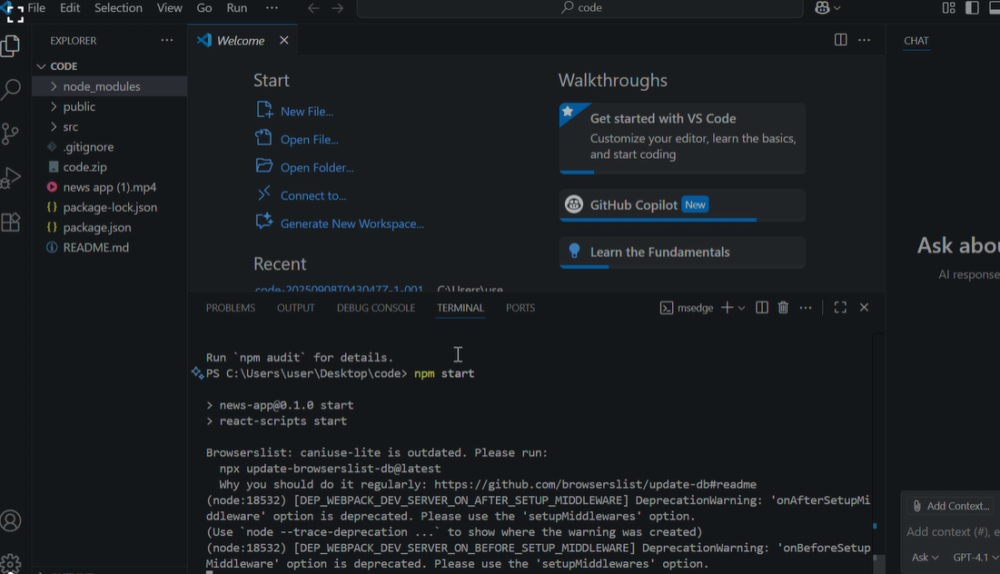 File Edit Selection View Go Run ...
code
EXPLORER
CODE
node_modules
public
src
.gitignore
code.zip
news app (1).mp4
package-lock.json
package.json
README.md
Welcome
Start
New File...
Open File...
Open Folder...
Connect to...
Generate New Workspace...
Recent
code-20250908T043047Z-1-001 C:\Users\use...
Walkthroughs
Get started with VS Code
Customize your editor, learn the basics,
and start coding
GitHub Copilot New
Learn the Fundamentals
PROBLEMS OUTPUT DEBUG CONSOLE TERMINAL PORTS
msedge
Run `npm audit` for details.
PS C:\Users\user\Desktop\code> npm start
> news-app@0.1.0 start
> react-scripts start
Browserslist: caniuse-lite is outdated. Please run:
npx update-browserslist-db@latest
Why you should do it regularly: https://github.com/browserslist/update-db#readme
(node:18532) [DEP_WEBPACK_DEV_SERVER_ON_AFTER_SETUP_MIDDLEWARE] DeprecationWarning: 'onAfterSetupMi
ddleware' option is deprecated. Please use the 'setupMiddlewares' option.
(Use `node --trace-deprecation ...` to show where the warning was created)
(node:18532) [DEP_WEBPACK_DEV_SERVER_ON_BEFORE_SETUP_MIDDLEWARE] DeprecationWarning: 'onBeforeSetup
Middleware' option is deprecated. Please use the 'setupMiddlewares' option.
CHAT
Ask abou
AI response
Add Context...
Add context (#), e
Ask GPT-4.1